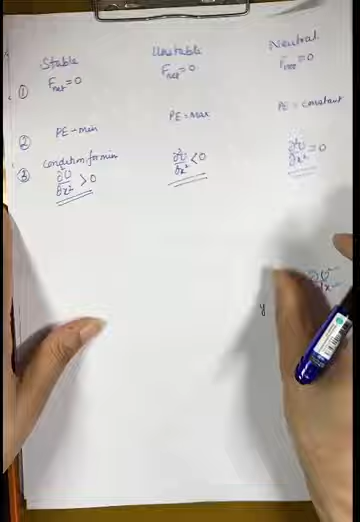 Stable Unstable Neutral
① Fnet = 0 Fnet = 0 Fnet = 0
② PE = min PE = Max PE = constant
③ Condition for min
∂²U/∂x² > 0 ∂²U/∂x² < 0 ∂²U/∂x² = 0
y